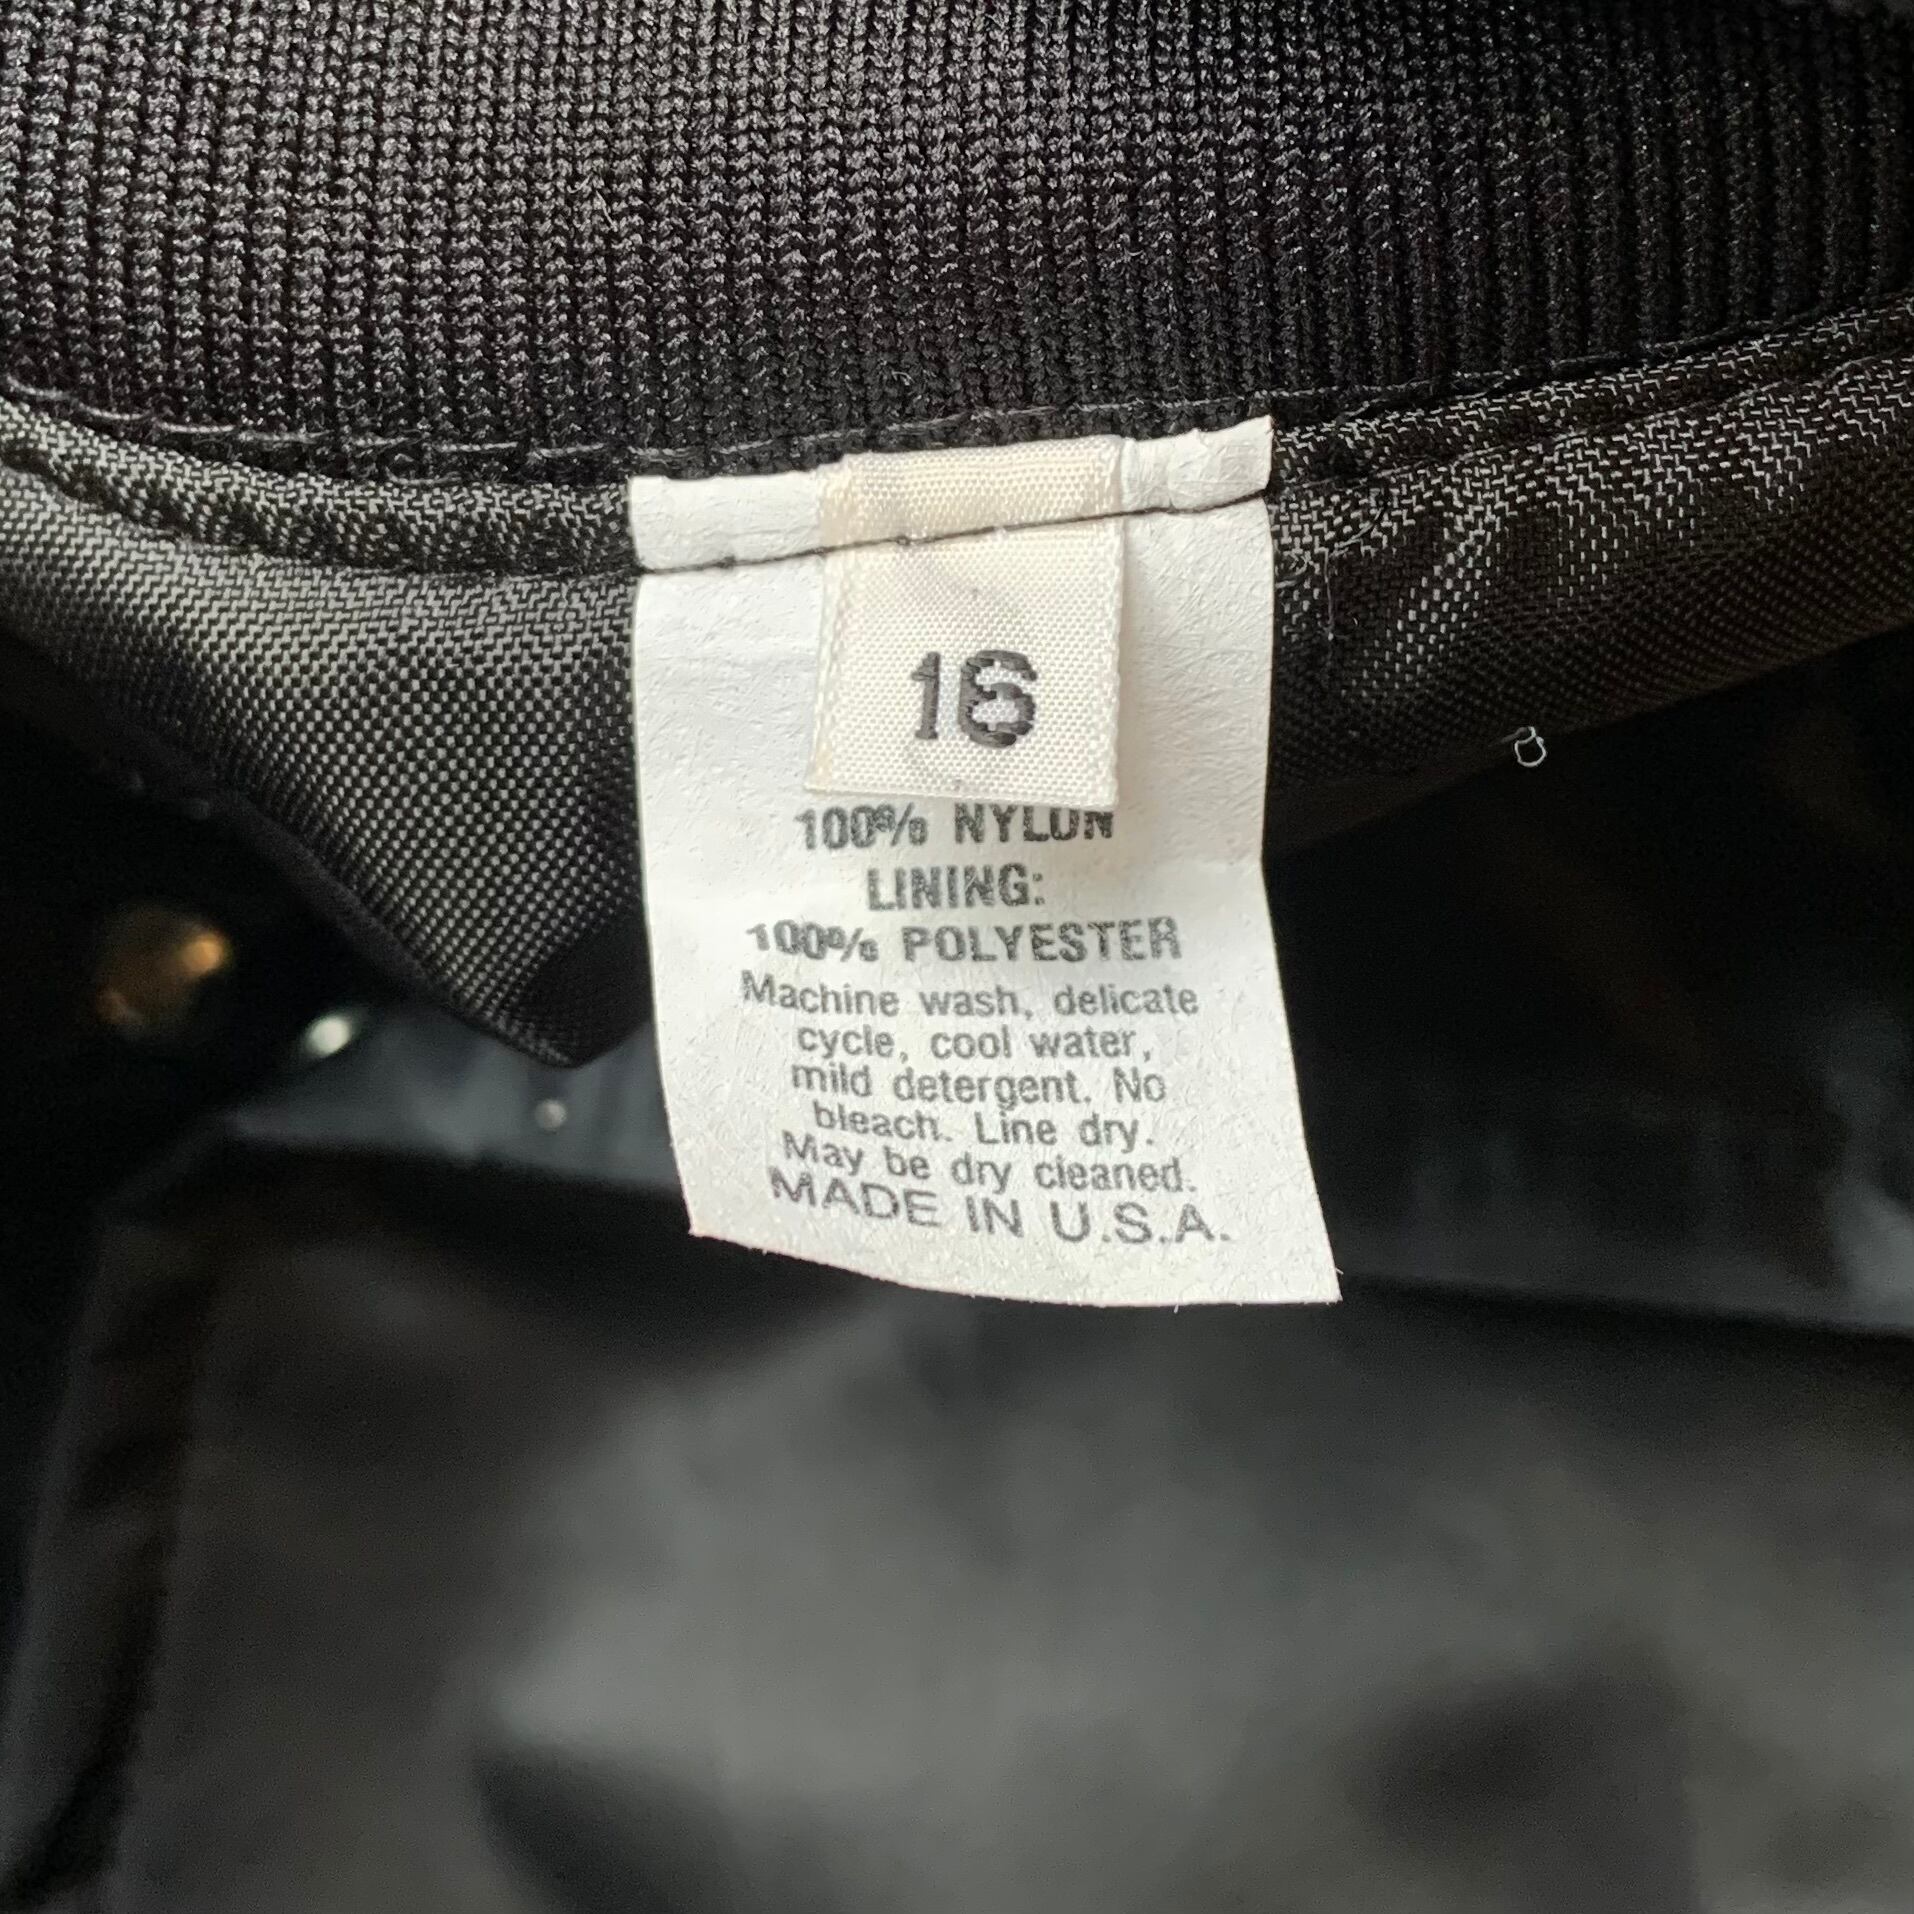 16
100% NYLON
LINING:
100% POLYESTER
Machine wash, delicate
cycle, cool water,
mild detergent. No
bleach. Line dry.
May be dry cleaned.
MADE IN U.S.A.